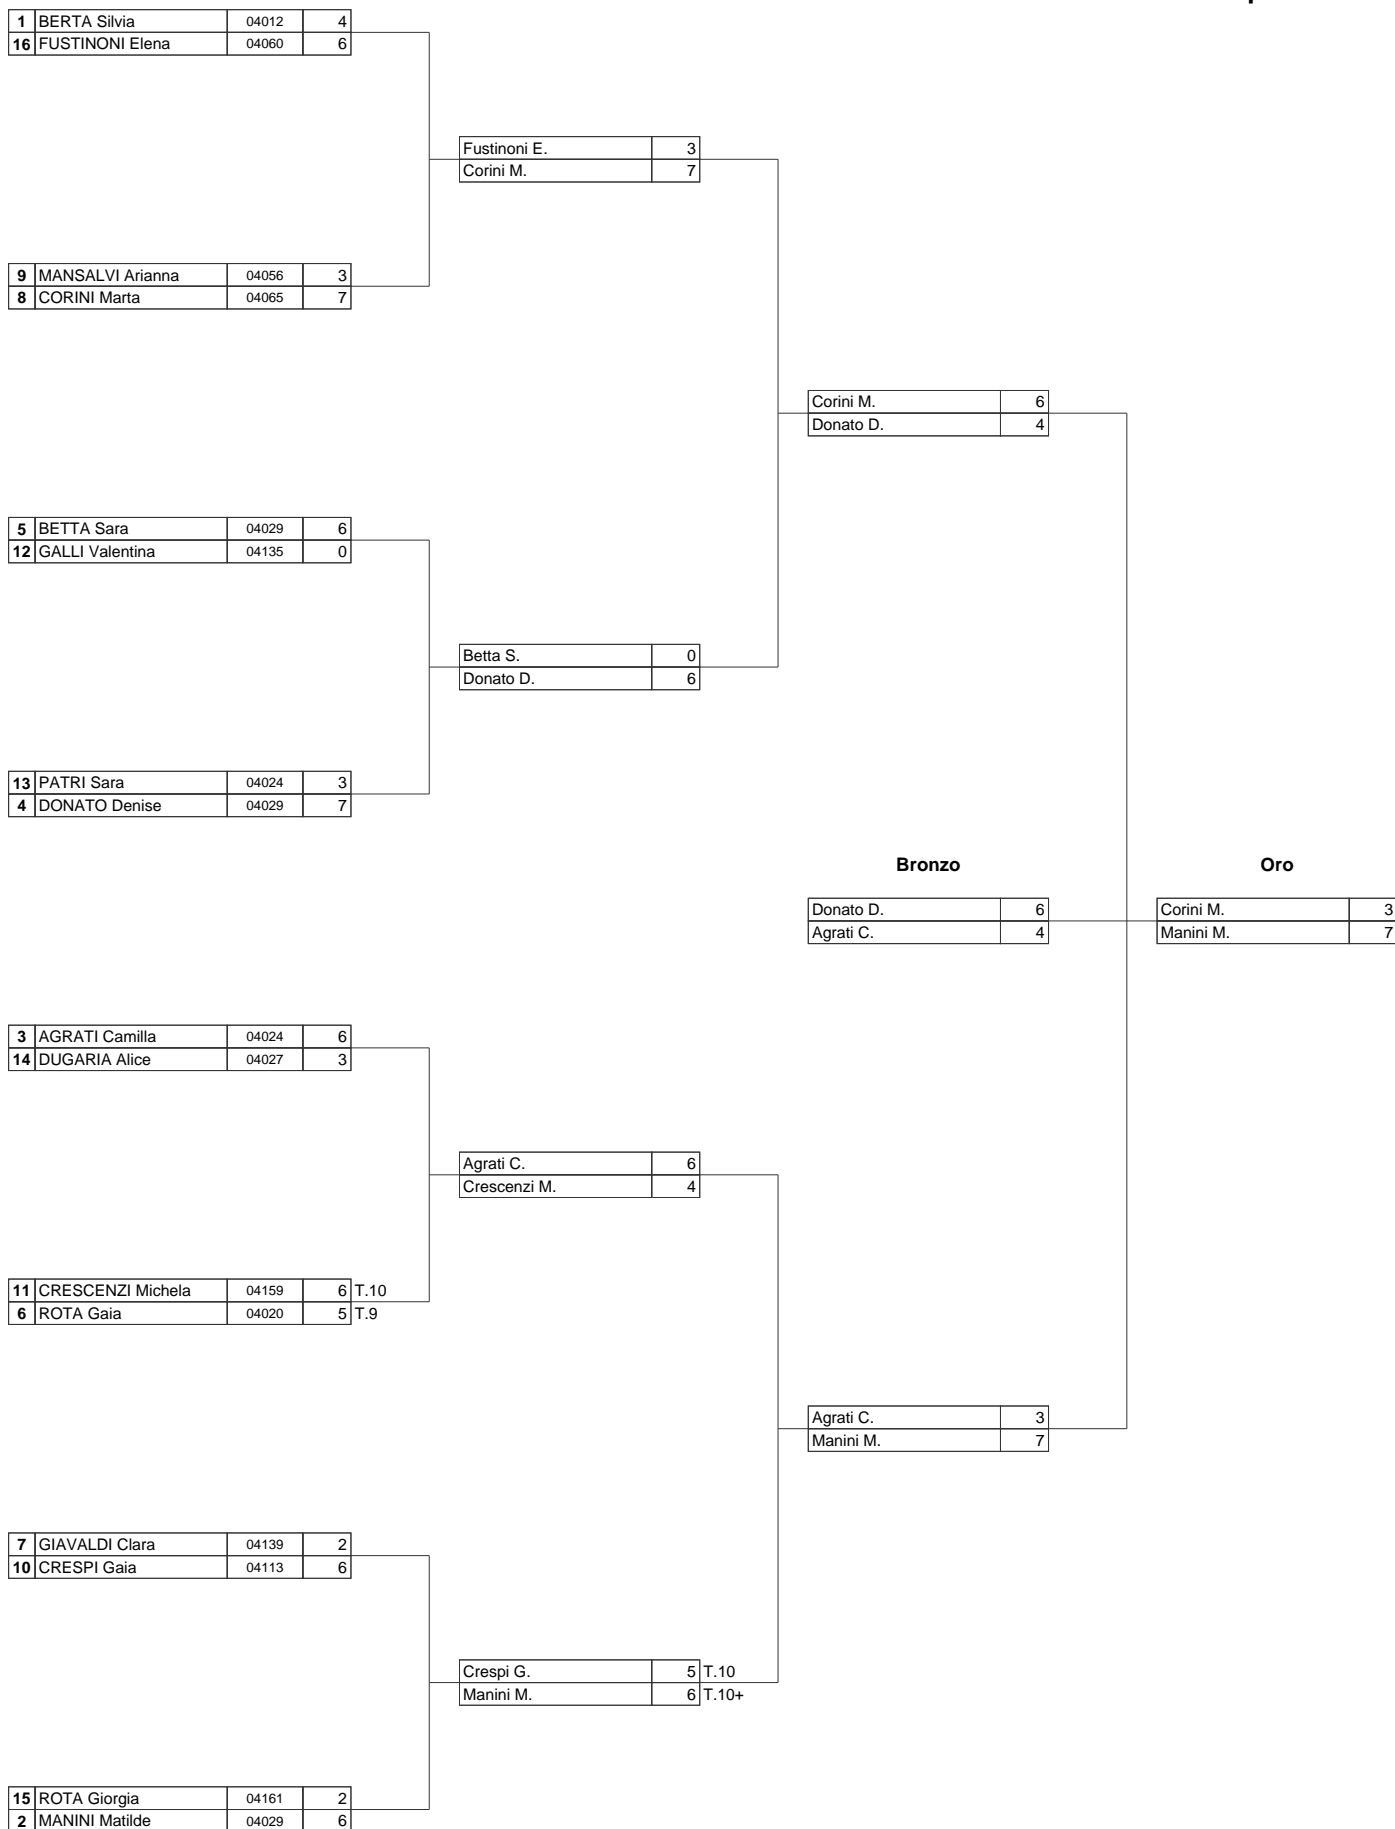 1 BERTA Silvia 04012 4
16 FUSTINONI Elena 04060 6
Fustinoni E. 3
Corini M. 7
9 MANSALVI Arianna 04056 3
8 CORINI Marta 04065 7
Corini M. 6
Donato D. 4
5 BETTA Sara 04029 6
12 GALLI Valentina 04135 0
Betta S. 0
Donato D. 6
13 PATRI Sara 04024 3
4 DONATO Denise 04029 7
Bronzo Oro
Donato D. 6 Corini M. 3
Agrati C. 4 Manini M. 7
3 AGRATI Camilla 04024 6
14 DUGARIA Alice 04027 3
Agrati C. 6
Crescenzi M. 4
11 CRESCENZI Michela 04159 6 T.10
6 ROTA Gaia 04020 5 T.9
Agrati C. 3
Manini M. 7
7 GIAVALDI Clara 04139 2
10 CRESPI Gaia 04113 6
Crespi G. 5 T.10
Manini M. 6 T.10+
15 ROTA Giorgia 04161 2
2 MANINI Matilde 04029 6